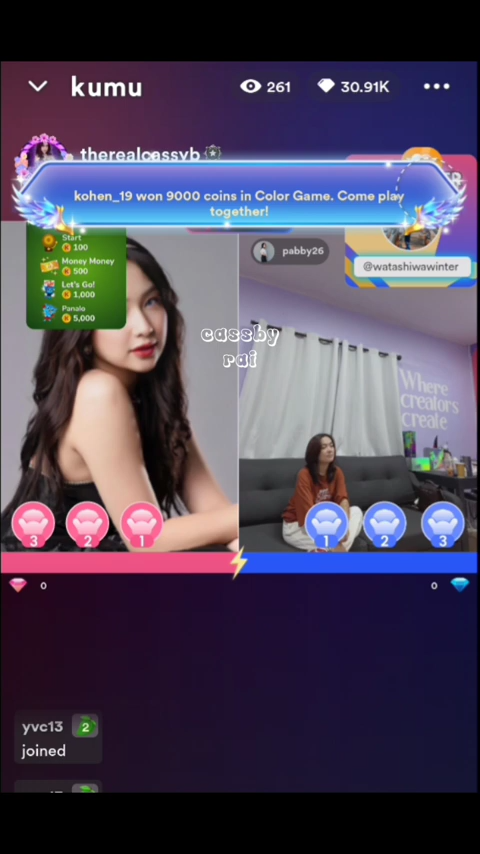 kumu
261
30.91K
therealcassyb
kohen_19 won 9000 coins in Color Game. Come play
together!
Start
100
Money Money
500
Let's Go!
1,000
Panalo
5,000
pabby26
@watashiwawinter
cassby
rai
Where
creators
create
3
2
1
1
2
3
0
0
yvc13
2
joined